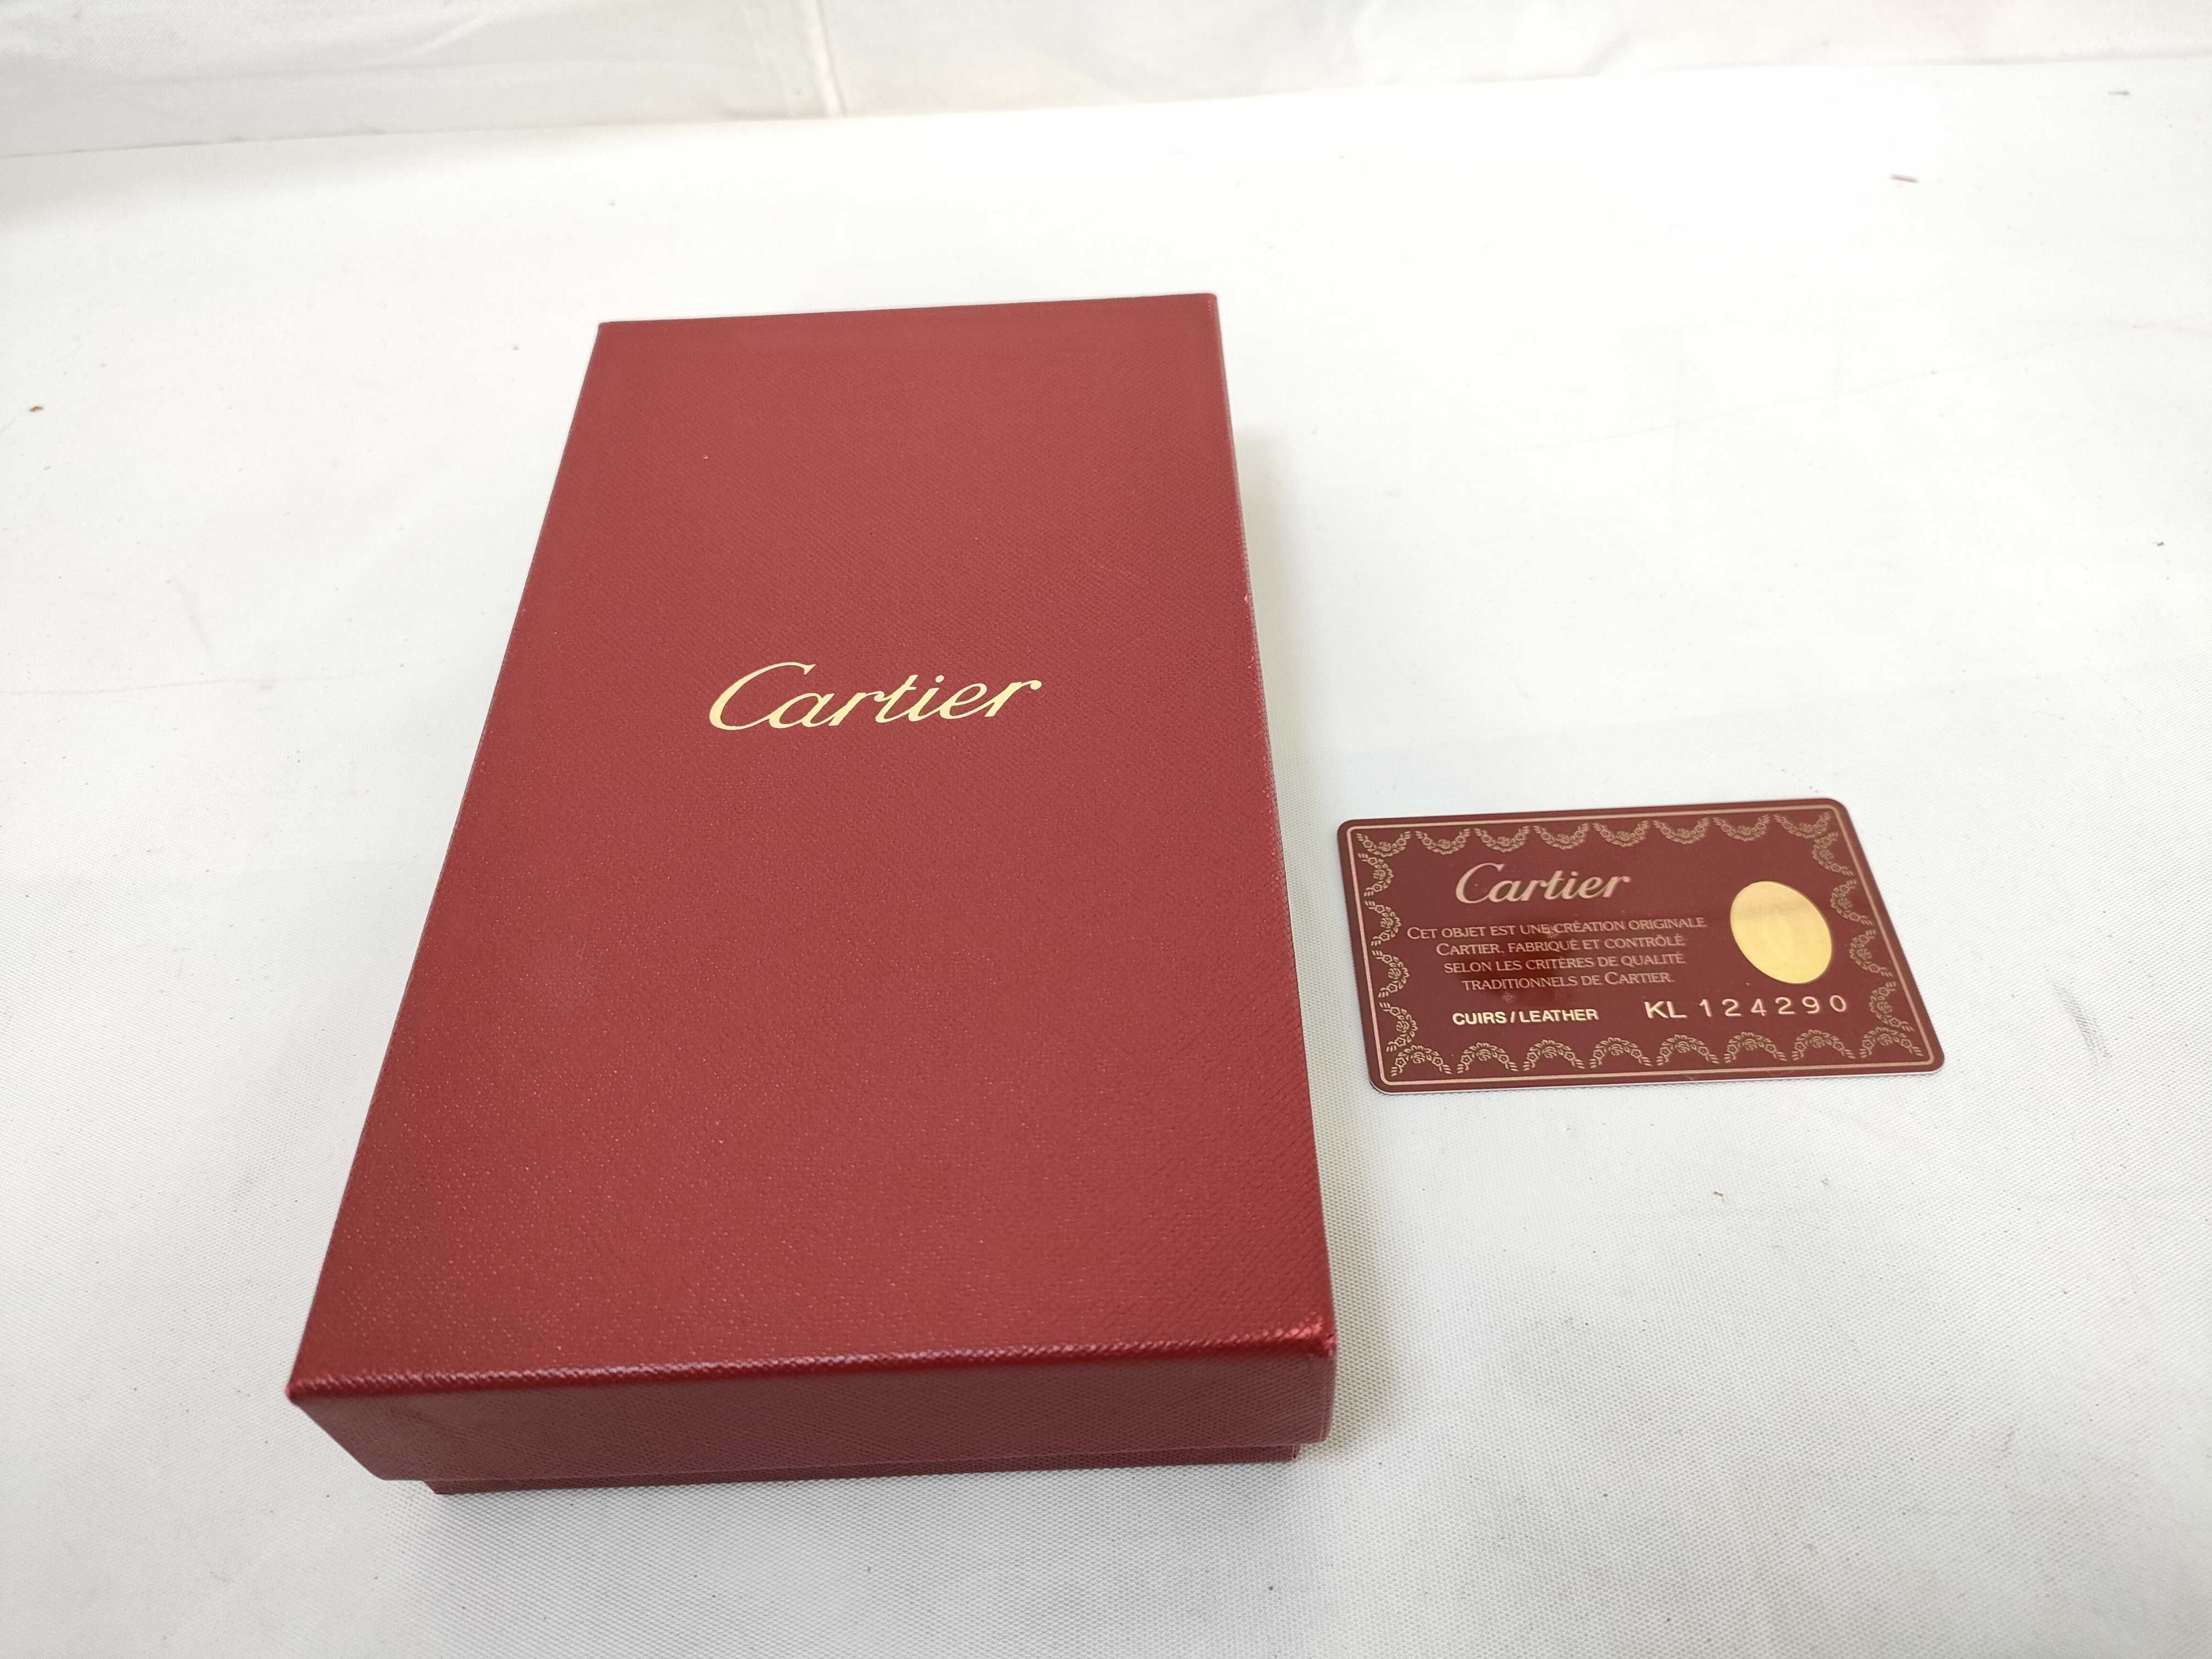 Cartier
Cartier
CET OBJET EST UNE CRÉATION ORIGINALE
CARTIER, FABRIQUÉ ET CONTRÔLÉ
SELON LES CRITÈRES DE QUALITÉ
TRADITIONNELS DE CARTIER.
CUIRS / LEATHER KL 124290